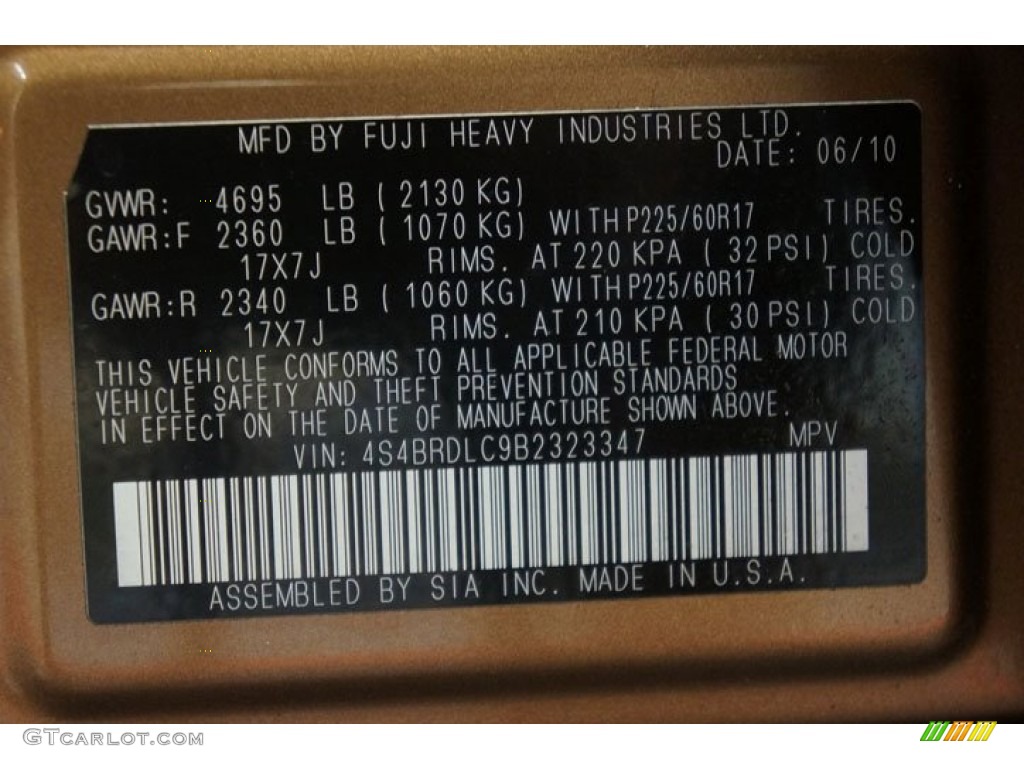 MFD BY FUJI HEAVY INDUSTRIES LTD.
DATE: 06/10
GVWR: 4695 LB ( 2130 KG)
GAWR:F 2360 LB ( 1070 KG) WITH P225/60R17 TIRES.
17X7J RIMS. AT 220 KPA ( 32 PSI) COLD
GAWR:R 2340 LB ( 1060 KG) WITH P225/60R17 TIRES.
17X7J RIMS. AT 210 KPA ( 30 PSI) COLD
THIS VEHICLE CONFORMS TO ALL APPLICABLE FEDERAL MOTOR
VEHICLE SAFETY AND THEFT PREVENTION STANDARDS
IN EFFECT ON THE DATE OF MANUFACTURE SHOWN ABOVE.
VIN: 4S4BRDLC9B2323347 MPV
ASSEMBLED BY SIA INC. MADE IN U.S.A.
GTCARLOT.COM